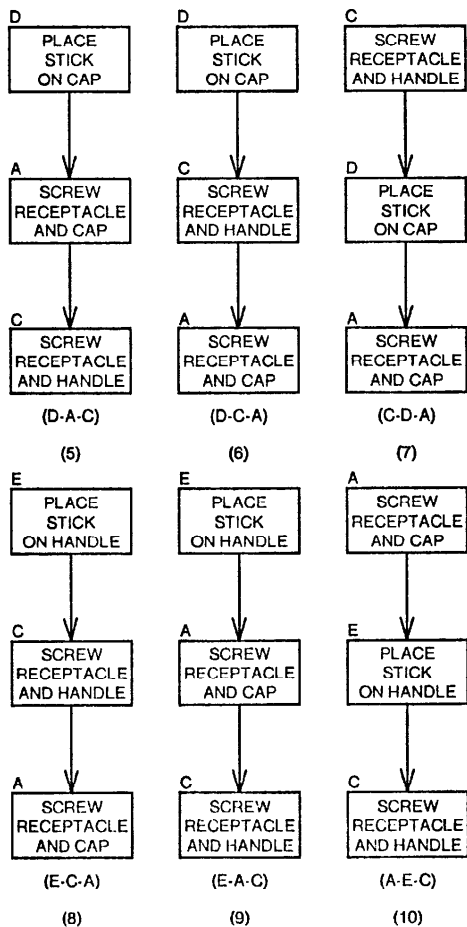 D
PLACE
STICK
ON CAP
A
SCREW
RECEPTACLE
AND CAP
C
SCREW
RECEPTACLE
AND HANDLE
(D-A-C)
(5)
D
PLACE
STICK
ON CAP
C
SCREW
RECEPTACLE
AND HANDLE
A
SCREW
RECEPTACLE
AND CAP
(D-C-A)
(6)
C
SCREW
RECEPTACLE
AND HANDLE
D
PLACE
STICK
ON CAP
A
SCREW
RECEPTACLE
AND CAP
(C-D-A)
(7)
E
PLACE
STICK
ON HANDLE
C
SCREW
RECEPTACLE
AND HANDLE
A
SCREW
RECEPTACLE
AND CAP
(E-C-A)
(8)
E
PLACE
STICK
ON HANDLE
A
SCREW
RECEPTACLE
AND CAP
C
SCREW
RECEPTACLE
AND HANDLE
(E-A-C)
(9)
A
SCREW
RECEPTACLE
AND CAP
E
PLACE
STICK
ON HANDLE
C
SCREW
RECEPTACLE
AND HANDLE
(A-E-C)
(10)